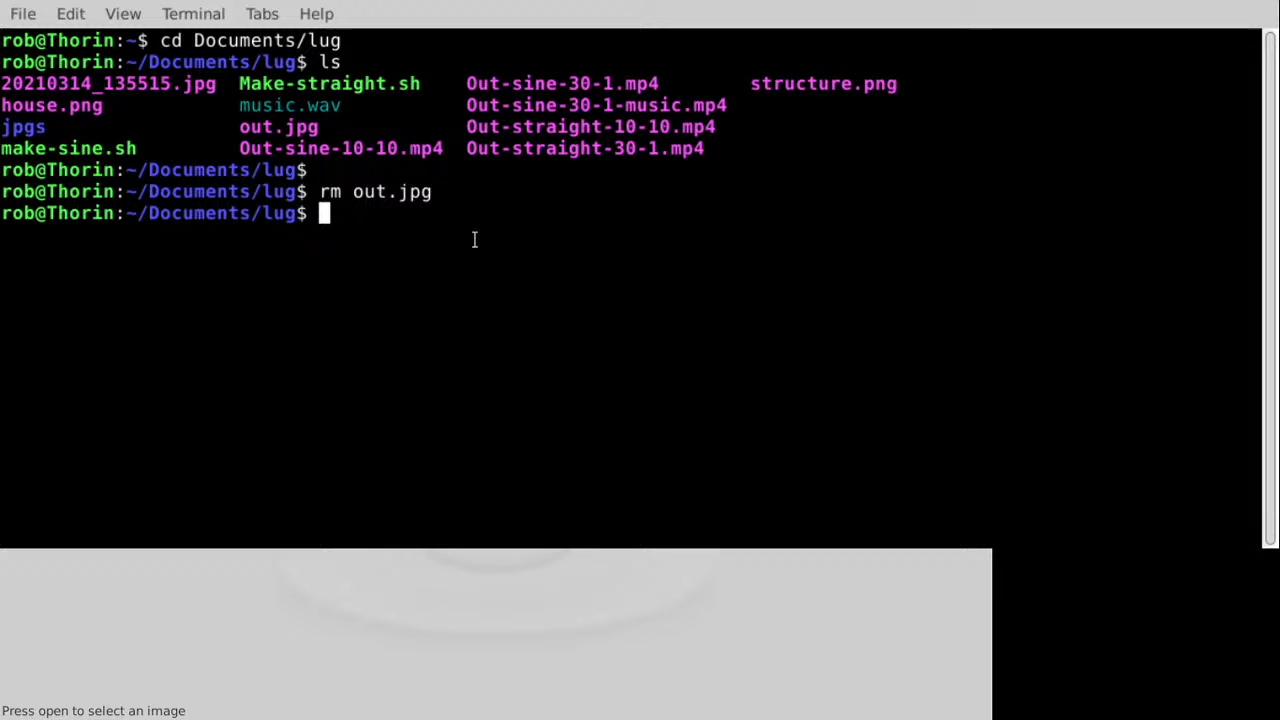 File Edit View Terminal Tabs Help
rob@Thorin:~$ cd Documents/lug
rob@Thorin:~/Documents/lug$ ls
20210314_135515.jpg Make-straight.sh Out-sine-30-1.mp4 structure.png
house.png music.wav Out-sine-30-1-music.mp4
jpgs out.jpg Out-straight-10-10.mp4
make-sine.sh Out-sine-10-10.mp4 Out-straight-30-1.mp4
rob@Thorin:~/Documents/lug$
rob@Thorin:~/Documents/lug$ rm out.jpg
rob@Thorin:~/Documents/lug$
Press open to select an image